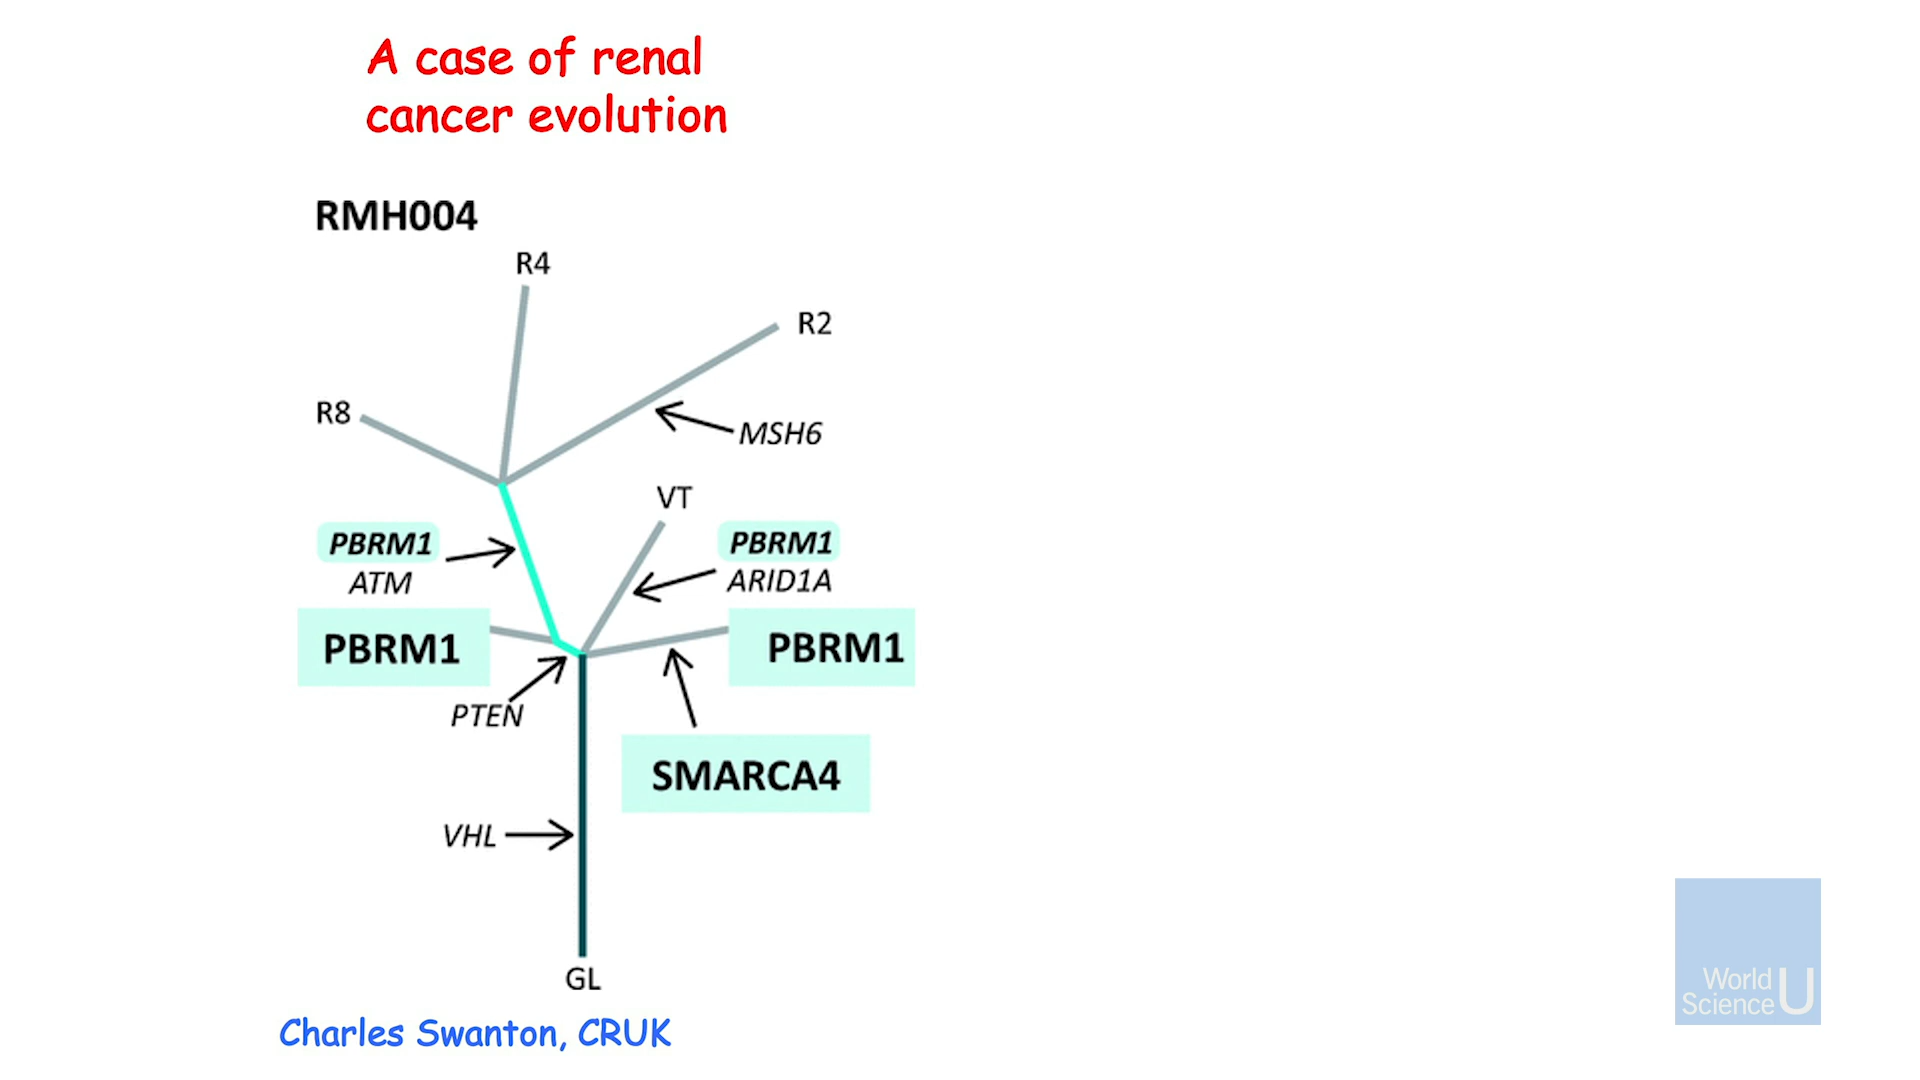 A case of renal
cancer evolution
RMH004
R4
R2
R8
MSH6
VT
PBRM1
ATM
PBRM1
ARID1A
PBRM1
PBRM1
PTEN
SMARCA4
VHL
GL
Charles Swanton, CRUK
World
Science U